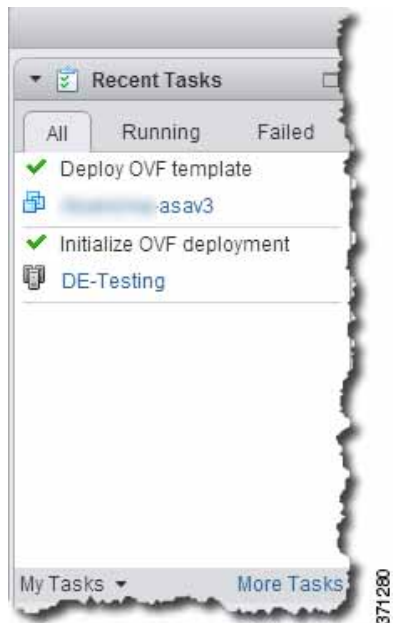 Recent Tasks
All Running Failed
Deploy OVF template
asav3
Initialize OVF deployment
DE-Testing
My Tasks More Tasks
371280